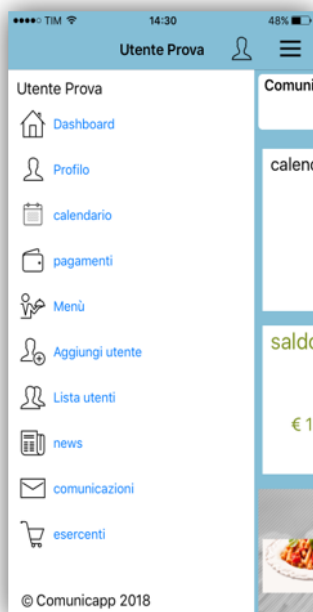 TIM 14:30 48%
Utente Prova
Utente Prova
Dashboard
Profilo
calendario
pagamenti
Menù
Aggiungi utente
Lista utenti
news
comunicazioni
esercenti
© Comunicapp 2018
€ 1